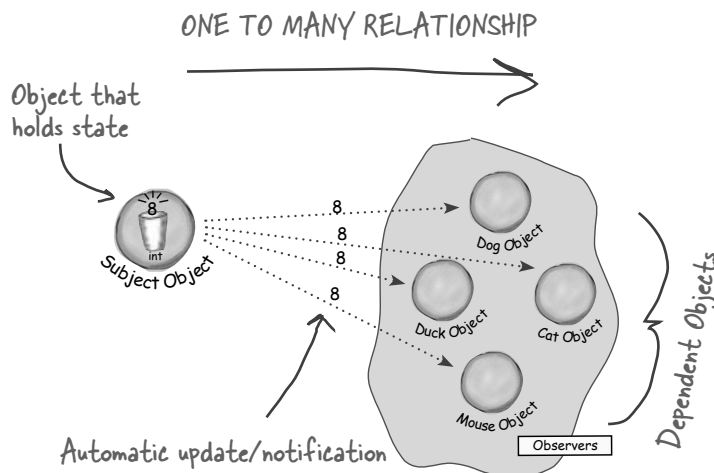 ONE TO MANY RELATIONSHIP
Object that
holds state
8
int
Subject Object
8
8
8
8
Dog Object
Duck Object
Cat Object
Mouse Object
Observers
Dependent Objects
Automatic update/notification